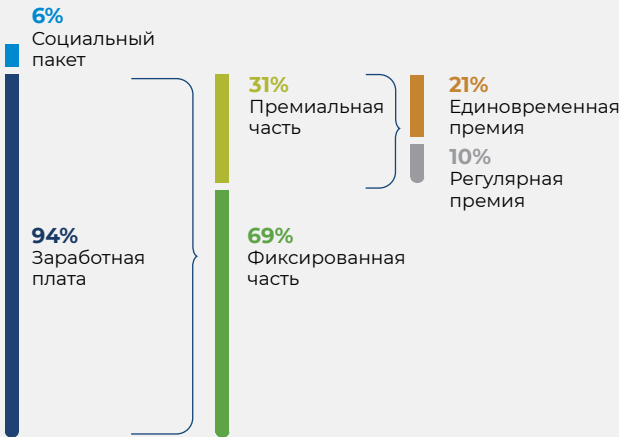 6%
Социальный
пакет
94%
Заработная
плата
31%
Премиальная
часть
69%
Фиксированная
часть
21%
Единовременная
премия
10%
Регулярная
премия